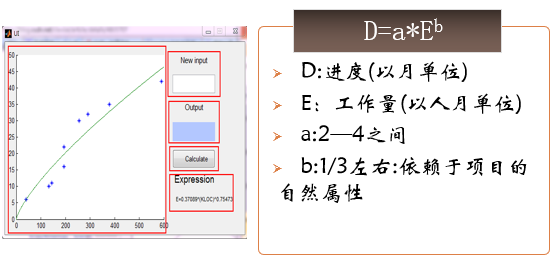 ut
50
45
40
35
30
25
20
15
10
5
0
0 100 200 300 400 500 600
New input
Output
Calculate
Expression
E=0.37069*(KLOC)^0.75473
D=a*Eᵇ
D:进度(以月单位)
E：工作量(以人月单位)
a:2—4之间
b:1/3左右:依赖于项目的
自然属性